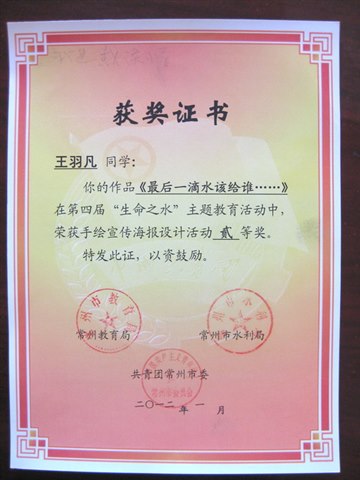 获奖证书
王羽凡 同学：
你的作品《最后一滴水该给谁……》
在第四届“生命之水”主题教育活动中，
荣获手绘宣传海报设计活动 贰 等奖。
特发此证，以资鼓励。
常州教育局
常州市水利局
共青团常州市委
二〇一二年 一 月